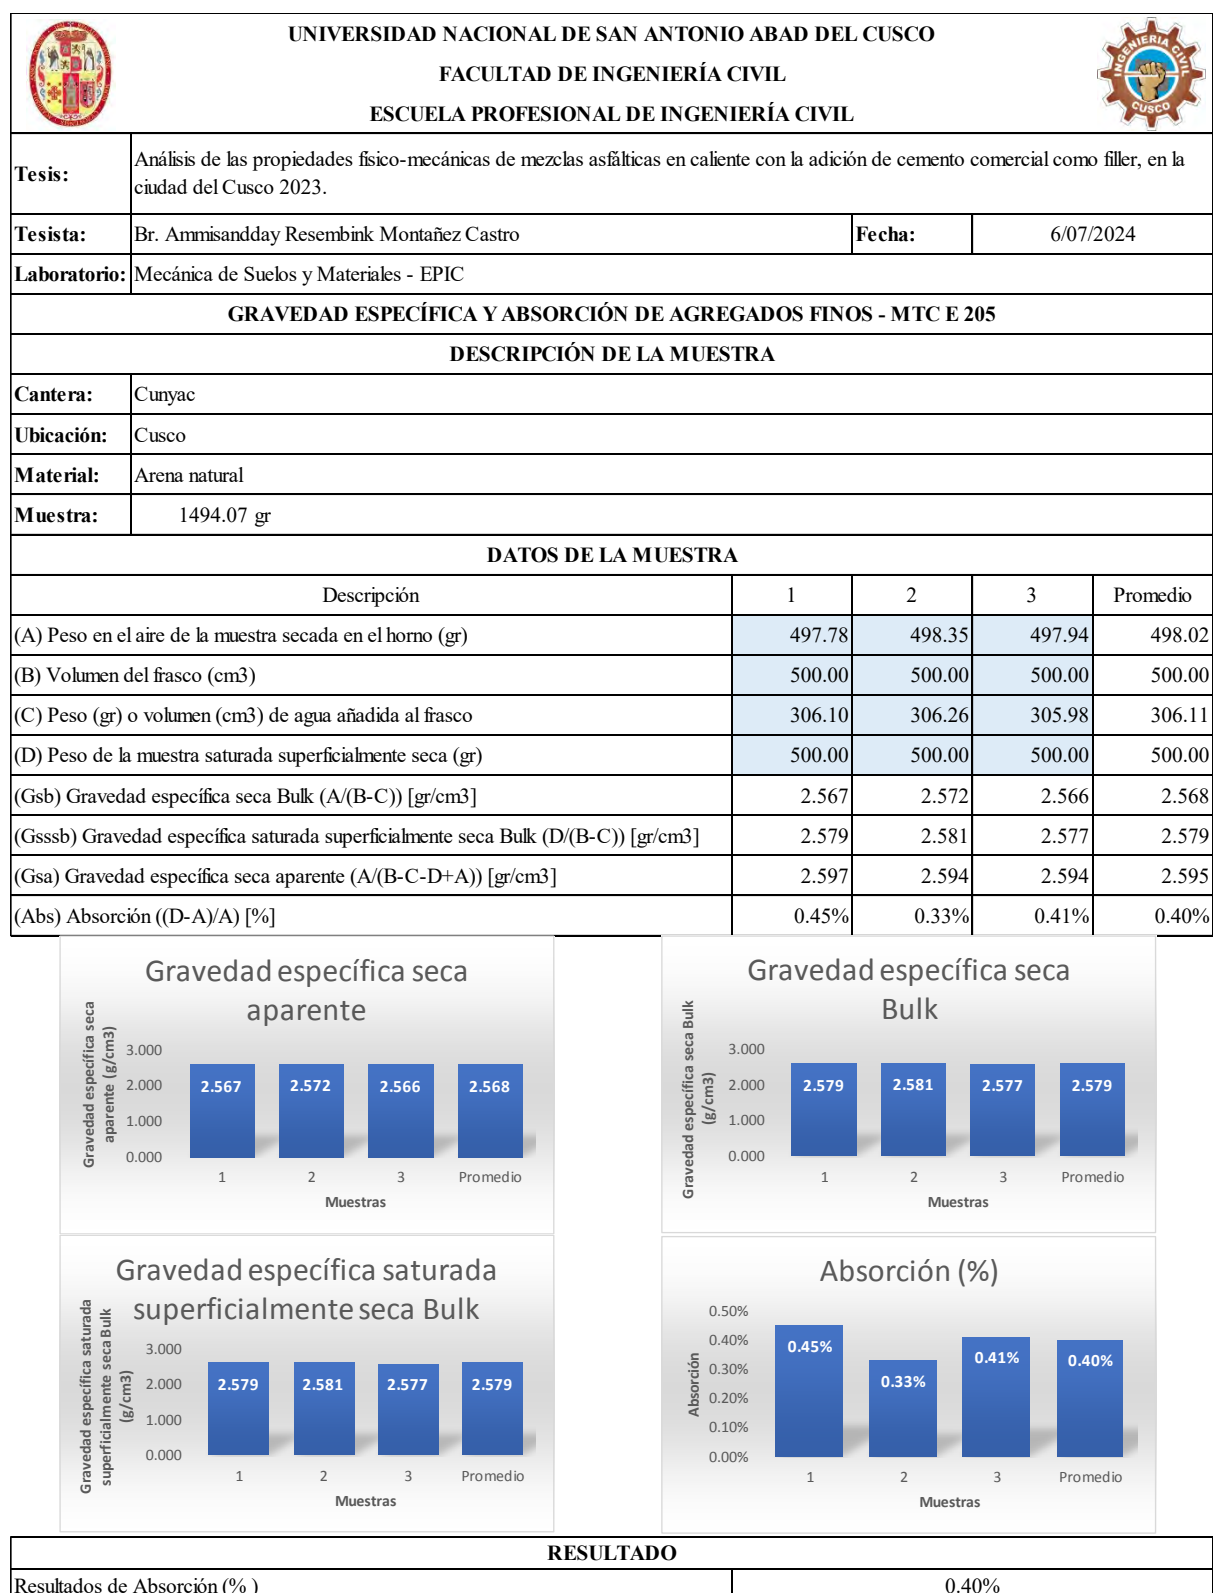 UNIVERSIDAD NACIONAL DE SAN ANTONIO ABAD DEL CUSCO
FACULTAD DE INGENIERÍA CIVIL
ESCUELA PROFESIONAL DE INGENIERÍA CIVIL
INGENIERIA CIVIL
CUSCO
Tesis: Análisis de las propiedades físico-mecánicas de mezclas asfálticas en caliente con la adición de cemento comercial como filler, en la
ciudad del Cusco 2023.
Tesista: Br. Ammisandday Resembink Montañez Castro Fecha: 6/07/2024
Laboratorio: Mecánica de Suelos y Materiales - EPIC
GRAVEDAD ESPECÍFICA Y ABSORCIÓN DE AGREGADOS FINOS - MTC E 205
DESCRIPCIÓN DE LA MUESTRA
Cantera: Cunyac
Ubicación: Cusco
Material: Arena natural
Muestra: 1494.07 gr
DATOS DE LA MUESTRA
Descripción 1 2 3 Promedio
(A) Peso en el aire de la muestra secada en el horno (gr) 497.78 498.35 497.94 498.02
(B) Volumen del frasco (cm3) 500.00 500.00 500.00 500.00
(C) Peso (gr) o volumen (cm3) de agua añadida al frasco 306.10 306.26 305.98 306.11
(D) Peso de la muestra saturada superficialmente seca (gr) 500.00 500.00 500.00 500.00
(Gsb) Gravedad específica seca Bulk (A/(B-C)) [gr/cm3] 2.567 2.572 2.566 2.568
(Gsssb) Gravedad específica saturada superficialmente seca Bulk (D/(B-C)) [gr/cm3] 2.579 2.581 2.577 2.579
(Gsa) Gravedad específica seca aparente (A/(B-C-D+A)) [gr/cm3] 2.597 2.594 2.594 2.595
(Abs) Absorción ((D-A)/A) [%] 0.45% 0.33% 0.41% 0.40%
Gravedad específica seca
aparente
Gravedad específica seca
aparente (g/cm3)
3.000
2.000
1.000
0.000
2.567 2.572 2.566 2.568
1 2 3 Promedio
Muestras
Gravedad específica seca
Bulk
Gravedad específica seca Bulk
(g/cm3)
3.000
2.000
1.000
0.000
2.579 2.581 2.577 2.579
1 2 3 Promedio
Muestras
Gravedad específica saturada
superficialmente seca Bulk
Gravedad específica saturada
superficialmente seca Bulk
(g/cm3)
3.000
2.000
1.000
0.000
2.579 2.581 2.577 2.579
1 2 3 Promedio
Muestras
Absorción (%)
Absorción
0.50%
0.40%
0.30%
0.20%
0.10%
0.00%
0.45% 0.33% 0.41% 0.40%
1 2 3 Promedio
Muestras
RESULTADO
Resultados de Absorción (% ) 0.40%